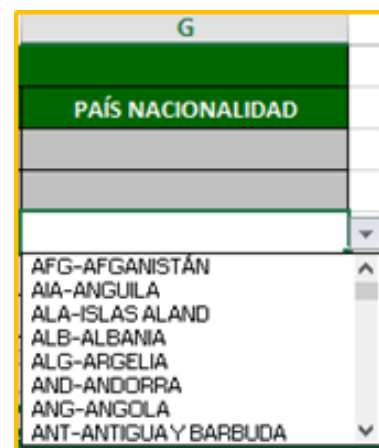 G
PAÍS NACIONALIDAD
AFG-AFGANISTÁN
AIA-ANGUILA
ALA-ISLAS ALAND
ALB-ALBANIA
ALG-ARGELIA
AND-ANDORRA
ANG-ANGOLA
ANT-ANTIGUA Y BARBUDA